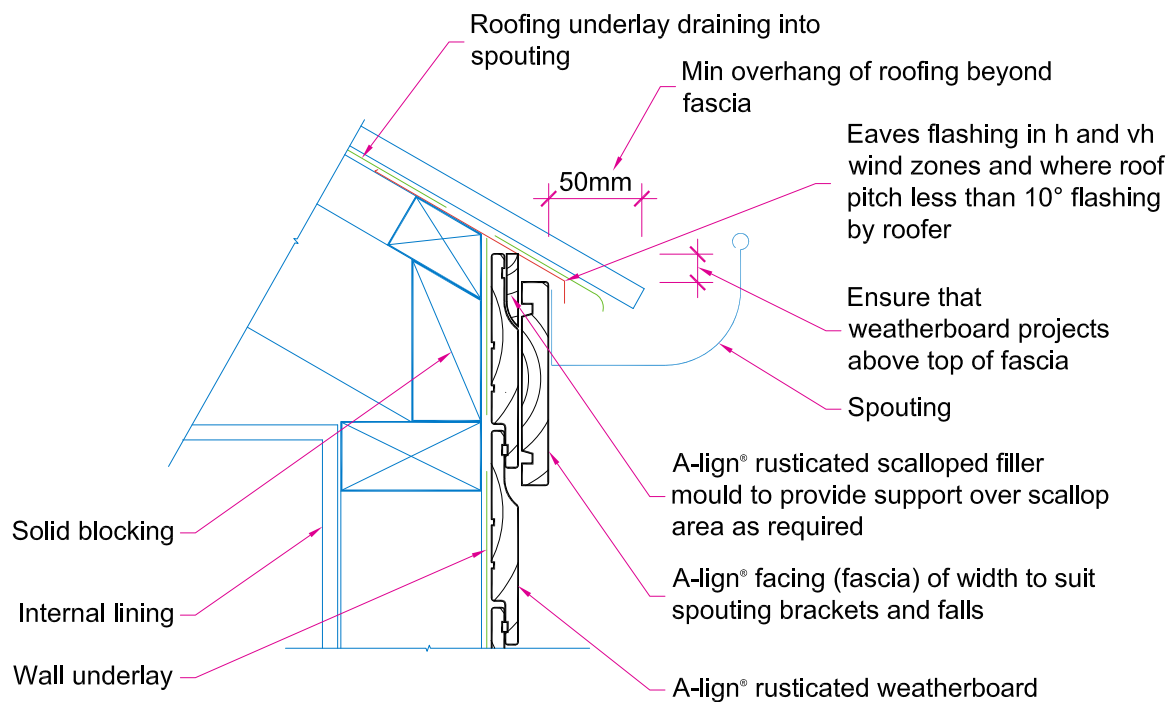 Roofing underlay draining into
spouting
Min overhang of roofing beyond
fascia
50mm
Eaves flashing in h and vh
wind zones and where roof
pitch less than 10° flashing
by roofer
Ensure that
weatherboard projects
above top of fascia
Spouting
A-lign® rusticated scalloped filler
mould to provide support over scallop
area as required
Solid blocking
A-lign® facing (fascia) of width to suit
spouting brackets and falls
Internal lining
Wall underlay
A-lign® rusticated weatherboard